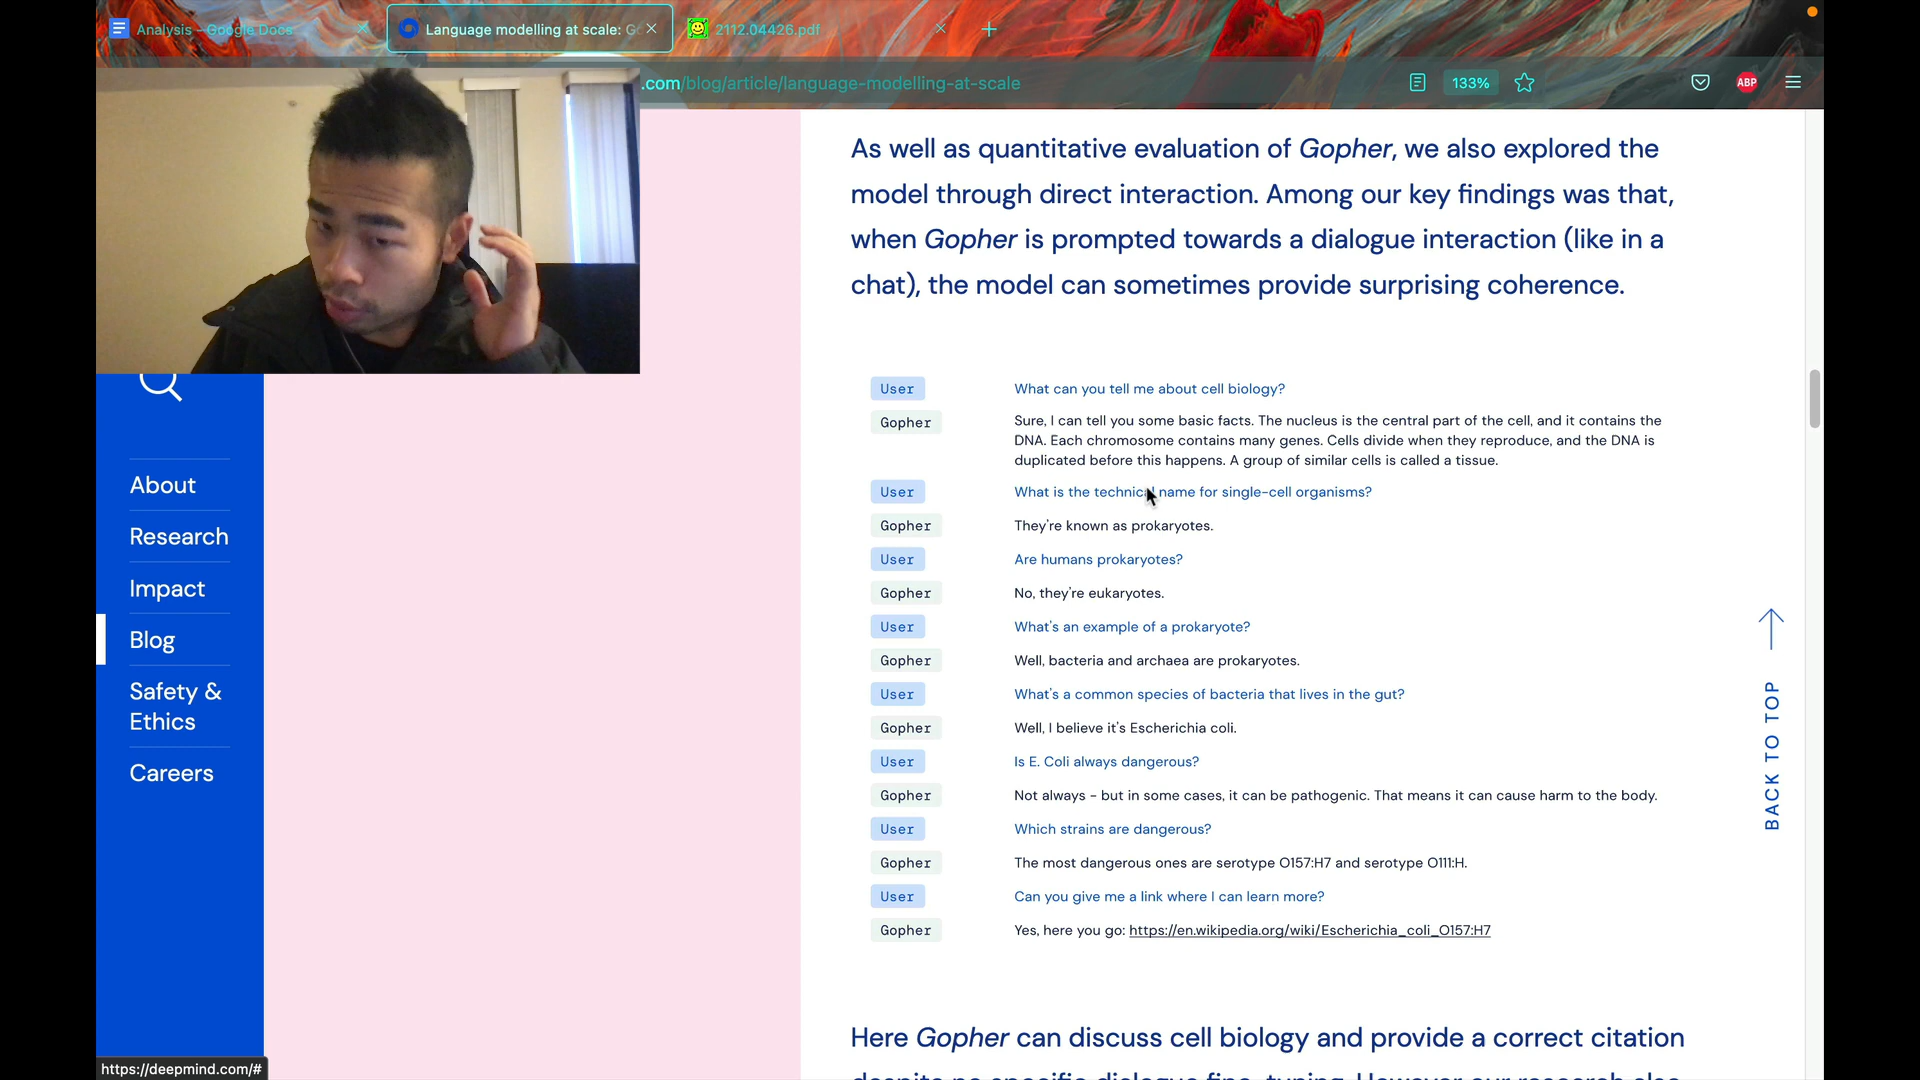 Analysis - Google Docs
Language modelling at scale: Go
2112.04426.pdf
.com/blog/article/language-modelling-at-scale
133%
ABP
As well as quantitative evaluation of Gopher, we also explored the
model through direct interaction. Among our key findings was that,
when Gopher is prompted towards a dialogue interaction (like in a
chat), the model can sometimes provide surprising coherence.
User What can you tell me about cell biology?
Gopher Sure, I can tell you some basic facts. The nucleus is the central part of the cell, and it contains the
DNA. Each chromosome contains many genes. Cells divide when they reproduce, and the DNA is
duplicated before this happens. A group of similar cells is called a tissue.
User What is the technical name for single-cell organisms?
Gopher They're known as prokaryotes.
User Are humans prokaryotes?
Gopher No, they're eukaryotes.
User What's an example of a prokaryote?
Gopher Well, bacteria and archaea are prokaryotes.
User What's a common species of bacteria that lives in the gut?
Gopher Well, I believe it's Escherichia coli.
User Is E. Coli always dangerous?
Gopher Not always - but in some cases, it can be pathogenic. That means it can cause harm to the body.
User Which strains are dangerous?
Gopher The most dangerous ones are serotype O157:H7 and serotype O111:H.
User Can you give me a link where I can learn more?
Gopher Yes, here you go: https://en.wikipedia.org/wiki/Escherichia_coli_O157:H7
Here Gopher can discuss cell biology and provide a correct citation
despite no specific dialogue fine-tuning. However our research also
About
Research
Impact
Blog
Safety &
Ethics
Careers
BACK TO TOP
https://deepmind.com/#